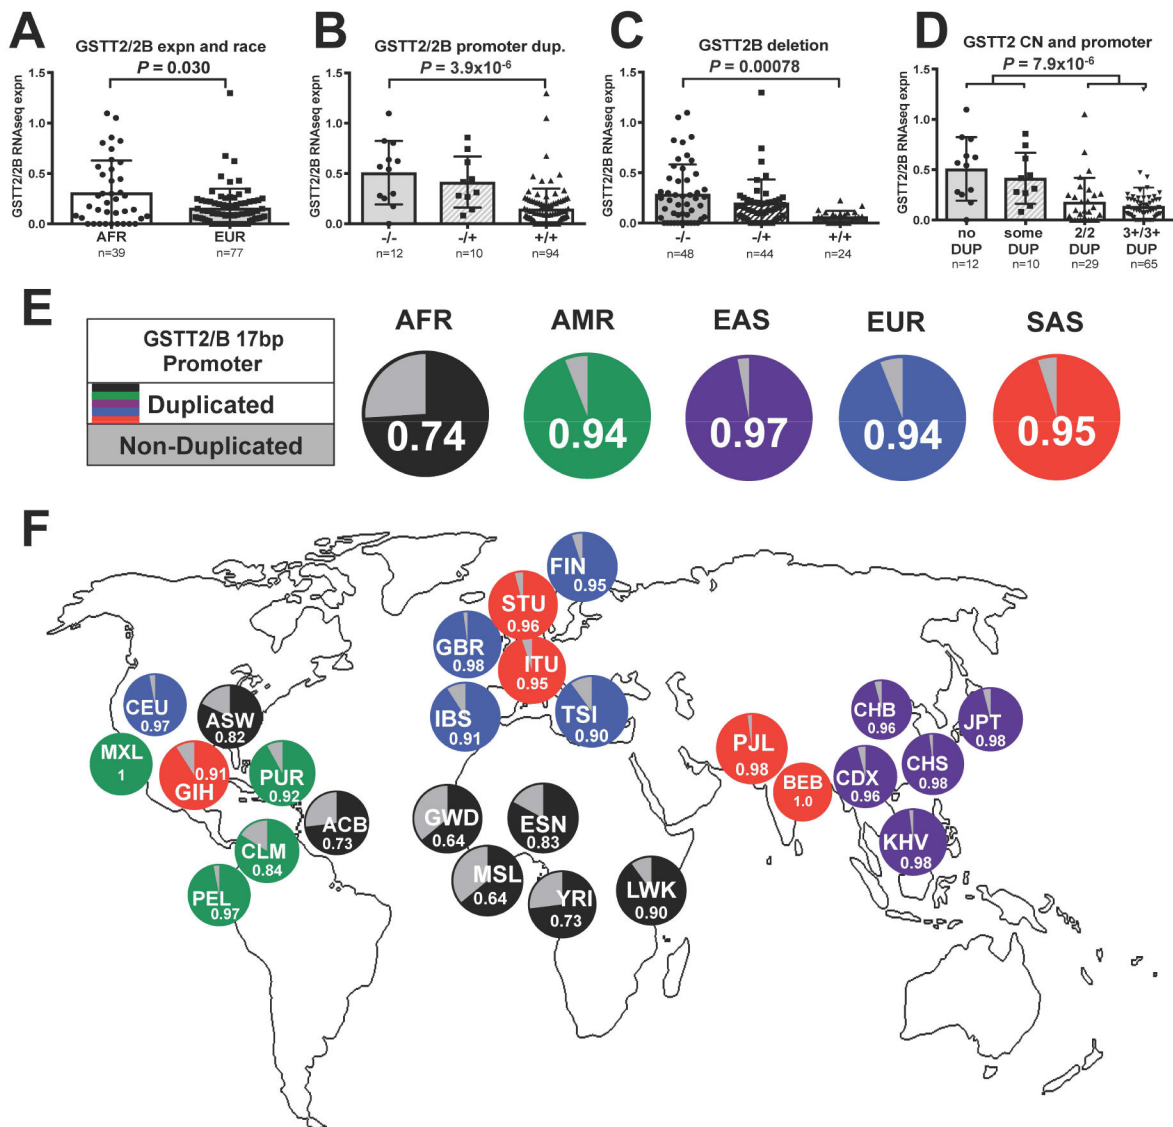 A
GSTT2/2B expn and race
P = 0.030
GSTT2/2B RNAseq expn
1.5
1.0
0.5
0.0
AFR
EUR
n=39
n=77
B
GSTT2/2B promoter dup.
P = 3.9x10-6
GSTT2/2B RNAseq expn
1.5
1.0
0.5
0.0
-/-
-/+
+/+
n=12
n=10
n=94
C
GSTT2B deletion
P = 0.00078
GSTT2/2B RNAseq expn
1.5
1.0
0.5
0.0
-/-
-/+
+/+
n=48
n=44
n=24
D
GSTT2 CN and promoter
P = 7.9x10-6
GSTT2/2B RNAseq expn
1.5
1.0
0.5
0.0
no DUP
some DUP
2/2 DUP
3+/3+ DUP
n=12
n=10
n=29
n=65
E
GSTT2/B 17bp
Promoter
Duplicated
Non-Duplicated
AFR
0.74
AMR
0.94
EAS
0.97
EUR
0.94
SAS
0.95
F
FIN
0.95
STU
0.96
GBR
0.98
ITU
0.95
IBS
0.91
TSI
0.90
CEU
0.97
ASW
0.82
MXL
1
0.91
GIH
PUR
0.92
ACB
0.73
CLM
0.84
PEL
0.97
GWD
0.64
ESN
0.83
MSL
0.64
YRI
0.73
LWK
0.90
PJL
0.98
BEB
1.0
CHB
0.96
JPT
0.98
CDX
0.96
CHS
0.98
KHV
0.98